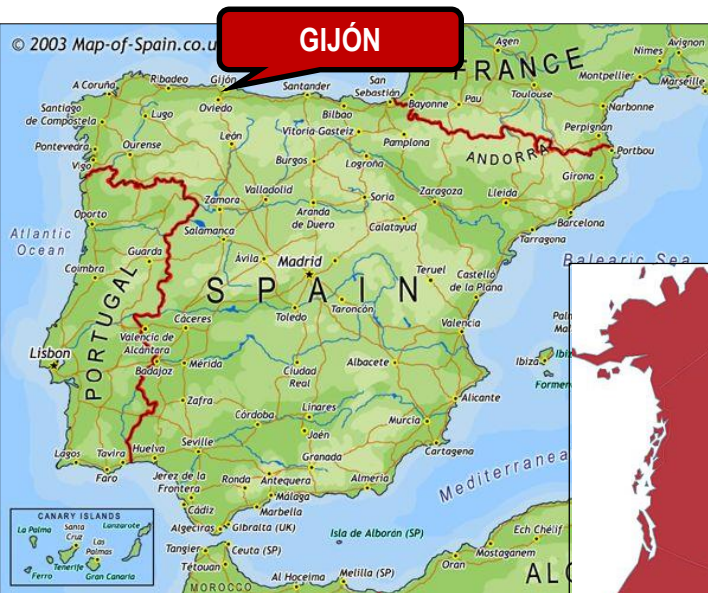 © 2003 Map-of-Spain.co.u
GIJÓN
FRANCE
Agen
Avignon
Nimes
Montpellier
Marseille
A Coruña
Ribadeo
Gijón
Santander
San
Sebastián
Bayonne
Pau
Toulouse
Narbonne
Oviedo
Santiago
de Compostela
Lugo
Bilbao
Perpignan
León
Vitoria-Gasteiz
Pamplona
ANDORRA
Portbou
Pontevedra
Ourense
Vigo
Burgos
Logroño
Girona
Valladolid
Soria
Zaragoza
Lleida
Zamora
Aranda
de Duero
Barcelona
Oporto
Salamanca
Calatayud
Tarragona
Atlantic
Ocean
Guarda
Ávila
Madrid
Balearic Sea
Coimbra
Teruel
Castelló
de la Plana
SPAIN
PORTUGAL
Toledo
Taroncón
Cáceres
Valencia
Valencia de
Alcántara
Lisbon
Badajoz
Mérida
Ciudad
Real
Albacete
Ibiza
Zafra
Alicante
Linares
Córdoba
Murcia
Jaén
Lagos
Tavira
Huelva
Seville
Cartagena
Faro
Granada
Jerez de la
Frontera
Ronda
Antequera
Almeria
Mediterranea
Málaga
Cádiz
Marbella
CANARY ISLANDS
La Palma
Santa
Cruz
Lanzarote
Las
Palmas
Tenerife
Ferro
Gran Canaria
Algeciras
Gibralta (UK)
Isla de Alborán (SP)
Ech Chélif
Tangier
Ceuta (SP)
Mostaganem
Tétouan
Oran
Al Hoceima
Melilla (SP)
MOROCCO